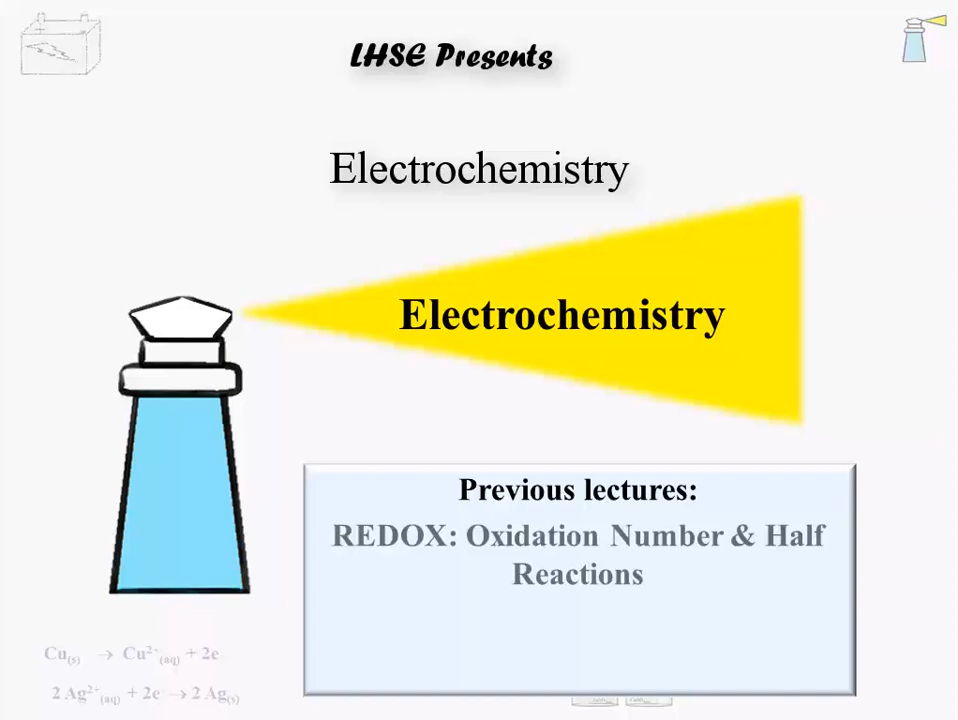 LHSE Presents
Electrochemistry
Electrochemistry
Previous lectures:
REDOX: Oxidation Number & Half
Reactions
Cu(s) → Cu²⁺(aq) + 2e
2 Ag²⁺(aq) + 2e → 2 Ag(s)